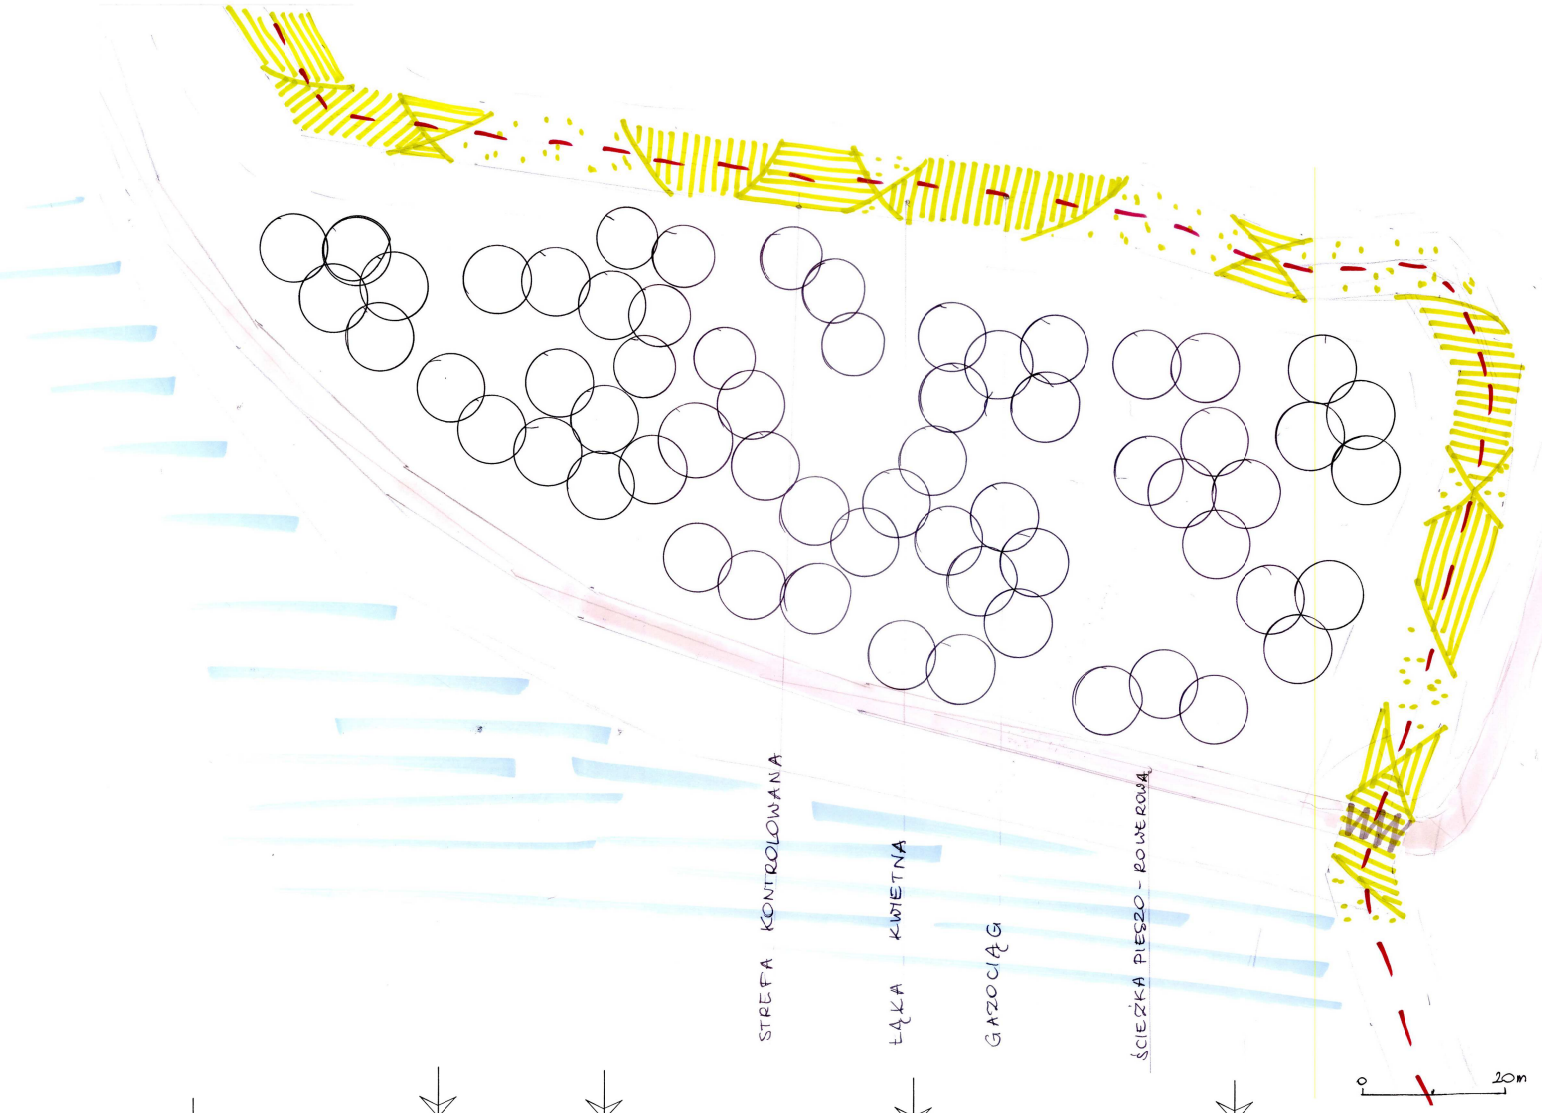 STREFA KONTROLOWANA
ŁĄKA KWIETNA
GAZOCIĄG
ŚCIEŻKA PIESZO-ROWEROWA
0 20m